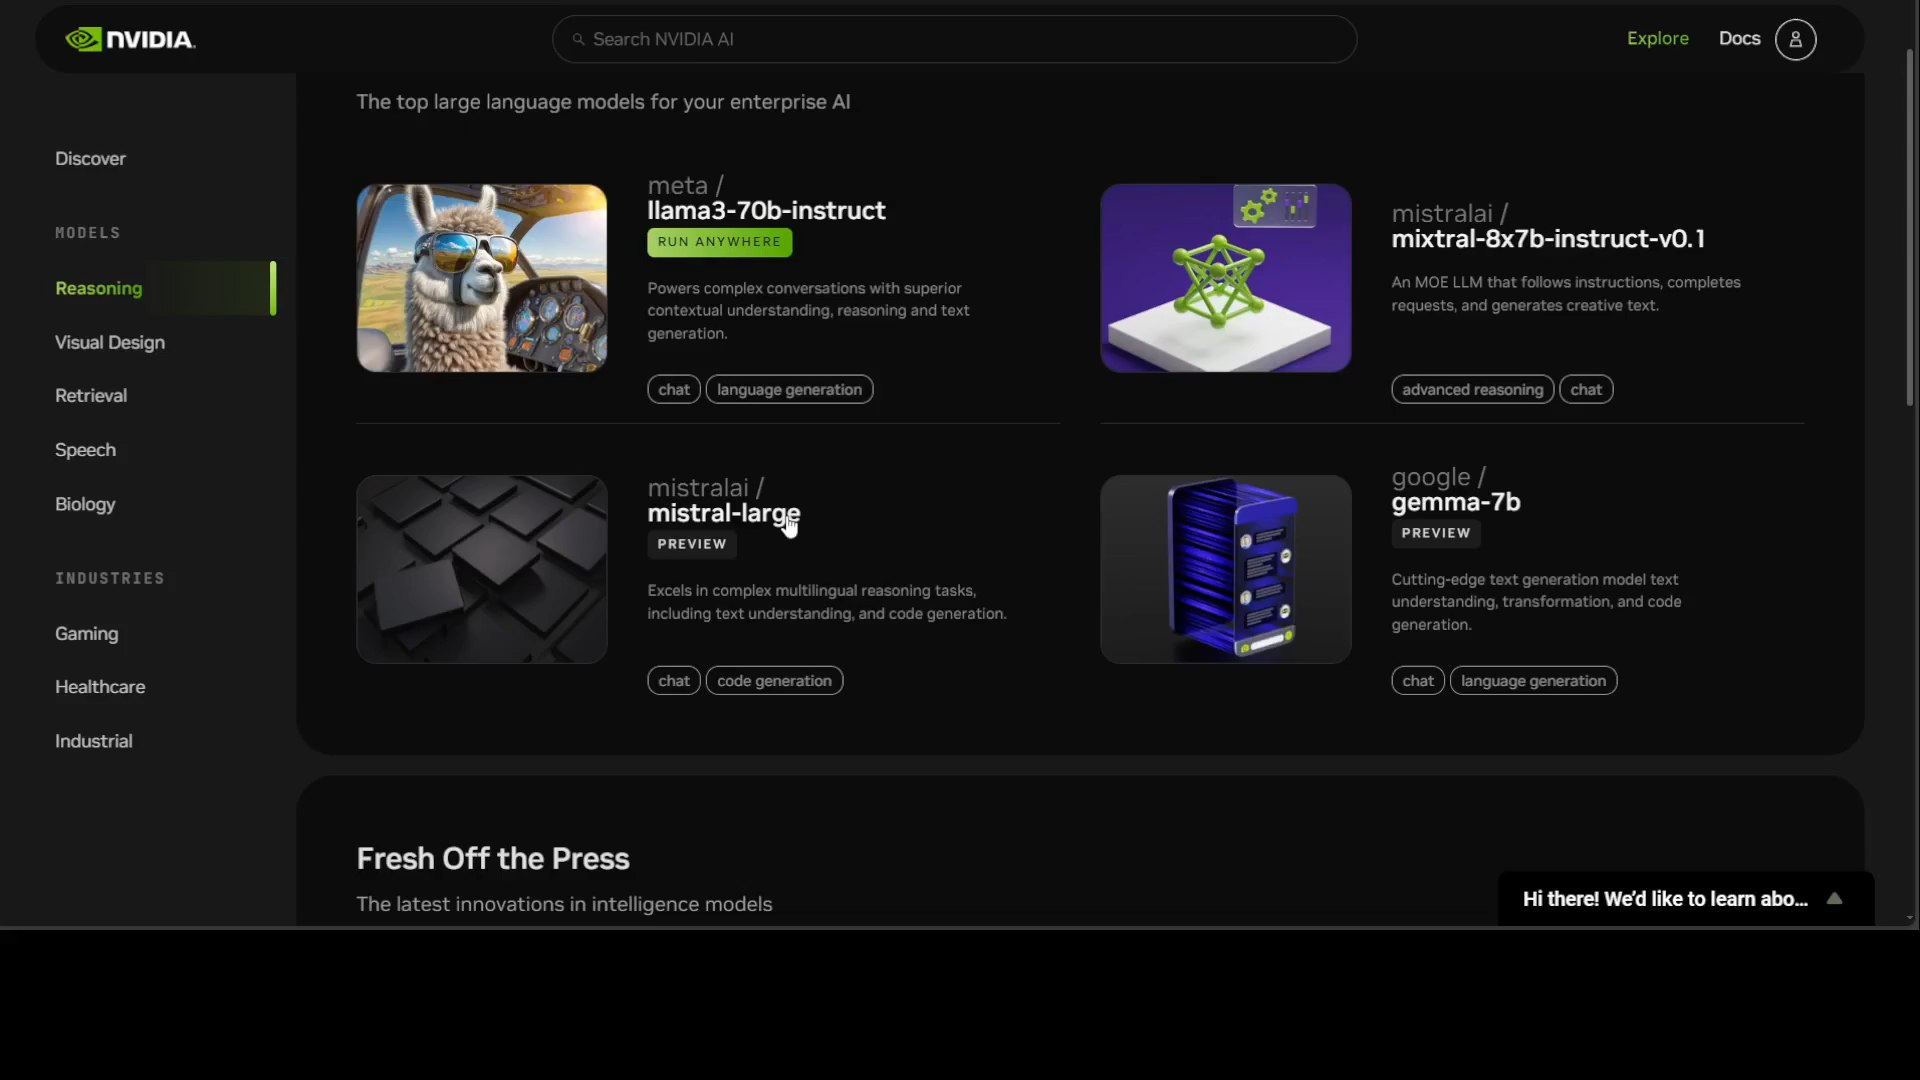 NVIDIA.
Search NVIDIA AI
Explore
Docs
The top large language models for your enterprise AI
Discover
MODELS
Reasoning
Visual Design
Retrieval
Speech
Biology
INDUSTRIES
Gaming
Healthcare
Industrial
meta /
llama3-70b-instruct
RUN ANYWHERE
Powers complex conversations with superior
contextual understanding, reasoning and text
generation.
chat
language generation
mistralai /
mixtral-8x7b-instruct-v0.1
An MOE LLM that follows instructions, completes
requests, and generates creative text.
advanced reasoning
chat
mistralai /
mistral-large
PREVIEW
Excels in complex multilingual reasoning tasks,
including text understanding, and code generation.
chat
code generation
google /
gemma-7b
PREVIEW
Cutting-edge text generation model text
understanding, transformation, and code
generation.
chat
language generation
Fresh Off the Press
The latest innovations in intelligence models
Hi there! We'd like to learn abo...